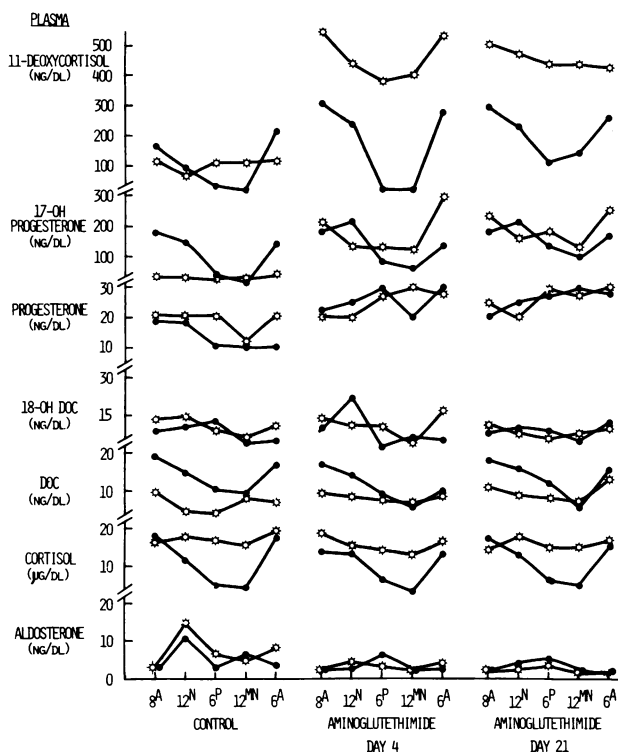 PLASMA
11-DEOXYCORTISOL
(NG/DL)
500
400
300
200
100
17-OH
PROGESTERONE
(NG/DL)
300
200
100
PROGESTERONE
(NG/DL)
30
20
10
18-OH DOC
(NG/DL)
30
15
DOC
(NG/DL)
20
10
CORTISOL
(µG/DL)
20
10
ALDOSTERONE
(NG/DL)
20
10
0
8A 12N 6P 12MN 6A
CONTROL
8A 12N 6P 12MN 6A
AMINOGLUTETHIMIDE
DAY 4
8A 12N 6P 12MN 6A
AMINOGLUTETHIMIDE
DAY 21